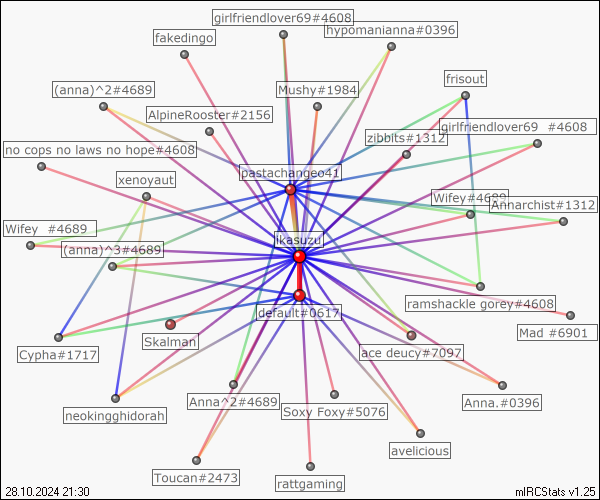 girlfriendlover69#4608
hypomanianna#0396
fakedingo
frisout
(anna)^2#4689
Mushy#1984
AlpineRooster#2156
girlfriendlover69 #4608
zibbits#1312
no cops no laws no hope#4608
pastachangeo41
xenoyaut
Wifey#4689
Annarchist#1312
Wifey #4689
ikasuzu
(anna)^3#4689
ramshackle gorey#4608
default#0617
Mad #6901
Skalman
Cypha#1717
ace deucy#7097
Anna^2#4689
Anna.#0396
neokingghidorah
Soxy Foxy#5076
avelicious
Toucan#2473
rattgaming
28.10.2024 21:30
mIRCStats v1.25